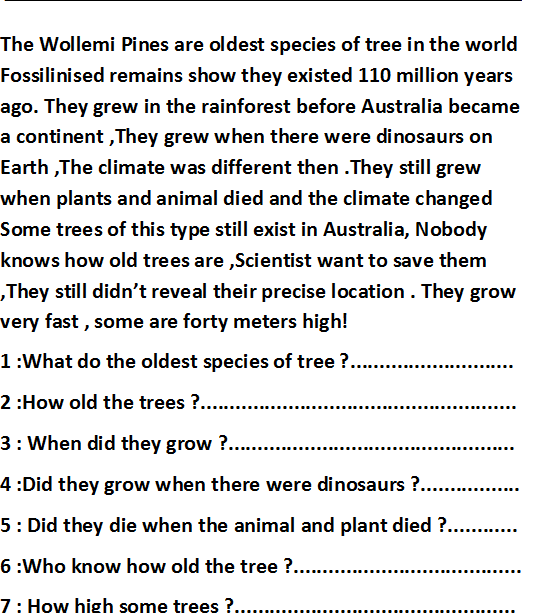 The Wollemi Pines are oldest species of tree in the world
Fossilinised remains show they existed 110 million years
ago. They grew in the rainforest before Australia became
a continent ,They grew when there were dinosaurs on
Earth ,The climate was different then .They still grew
when plants and animal died and the climate changed
Some trees of this type still exist in Australia, Nobody
knows how old trees are ,Scientist want to save them
,They still didn’t reveal their precise location . They grow
very fast , some are forty meters high!
1 :What do the oldest species of tree ?............................
2 :How old the trees ?.......................................................
3 : When did they grow ?..................................................
4 :Did they grow when there were dinosaurs ?.................
5 : Did they die when the animal and plant died ?............
6 :Who know how old the tree ?........................................
7 : How high some trees ?.................................................